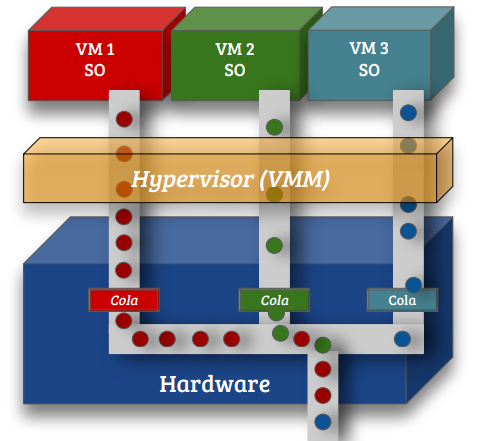 VM 1
SO
VM 2
SO
VM 3
SO
Hypervisor (VMM)
Cola
Cola
Cola
Hardware